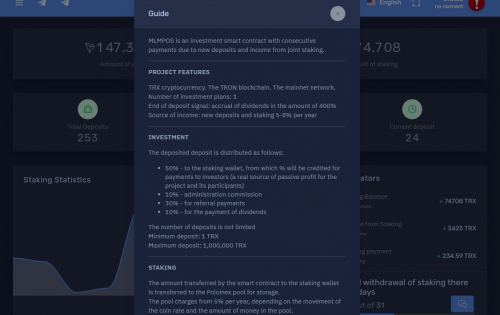 English
no connect
Guide
MLMPOS is an investment smart contract with consecutive
payments due to new deposits and income from joint staking.
147.3
74.708
Amount of
of staking
PROJECT FEATURES
TRX cryptocurrency. The TRON blockchain. The mainnet network.
Number of investment plans: 1
End of deposit signal: accrual of dividends in the amount of 400%
Source of income: new deposits and staking 5-8% per year
Total Deposits
253
Current deposit
24
INVESTMENT
The deposited deposit is distributed as follows:
50% - to the staking wallet, from which % will be credited for
payments to investors (a real source of passive profit for the
project and its participants)
10% - administration commission
30% - for referral payments
10% - for the payment of dividends
The number of deposits is not limited
Minimum deposit: 1 TRX
Maximum deposit: 1,000,000 TRX
Staking Statistics
ators
Balance
+ 74708 TRX
from Staking
+ 3425 TRX
payment
+ 234.59 TRX
withdrawal of staking there
days
out of 31
STAKING
The amount transferred by the smart contract to the staking wallet
is transferred to the Poloinex pool for storage.
The pool charges from 5% per year, depending on the movement of
the coin rate and the amount of money in the pool.